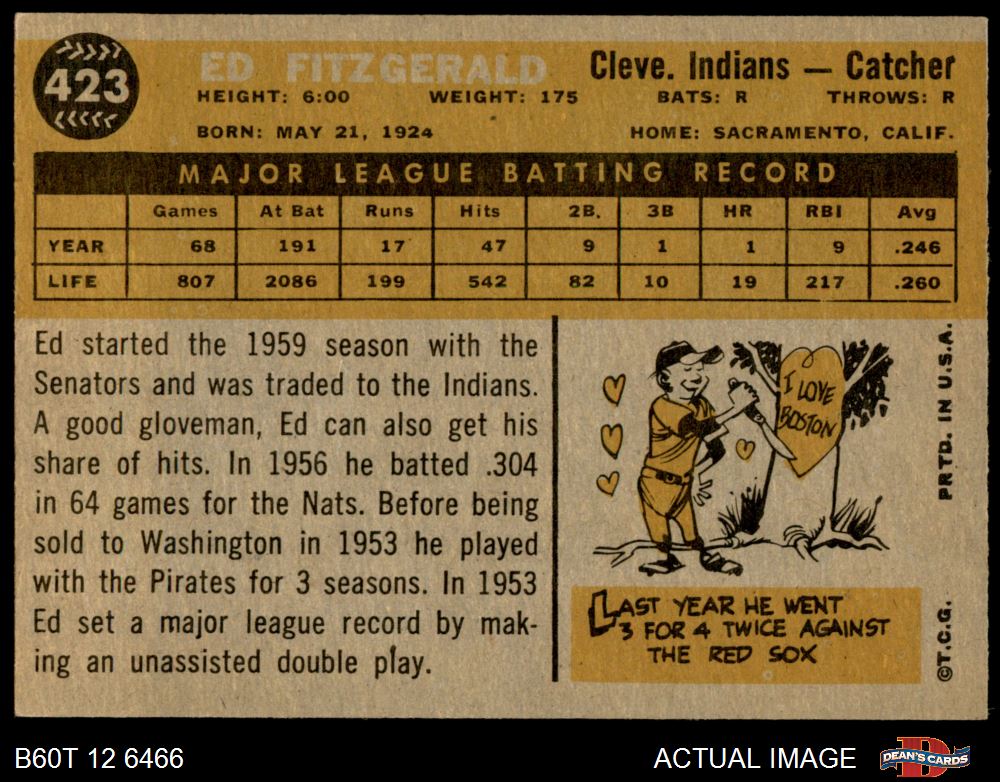 423
ED FITZGERALD Cleve. Indians — Catcher
HEIGHT: 6:00 WEIGHT: 175 BATS: R THROWS: R
BORN: MAY 21, 1924 HOME: SACRAMENTO, CALIF.
MAJOR LEAGUE BATTING RECORD
Games At Bat Runs Hits 2B. 3B HR RBI Avg
YEAR 68 191 17 47 9 1 1 9 .246
LIFE 807 2086 199 542 82 10 19 217 .260
Ed started the 1959 season with the
Senators and was traded to the Indians.
A good gloveman, Ed can also get his
share of hits. In 1956 he batted .304
in 64 games for the Nats. Before being
sold to Washington in 1953 he played
with the Pirates for 3 seasons. In 1953
Ed set a major league record by mak-
ing an unassisted double play.
I LOVE
BOSTON
LAST YEAR HE WENT
3 FOR 4 TWICE AGAINST
THE RED SOX
PRTD. IN U.S.A.
©T.C.G.
B60T 12 6466 ACTUAL IMAGE DEAN'S CARDS